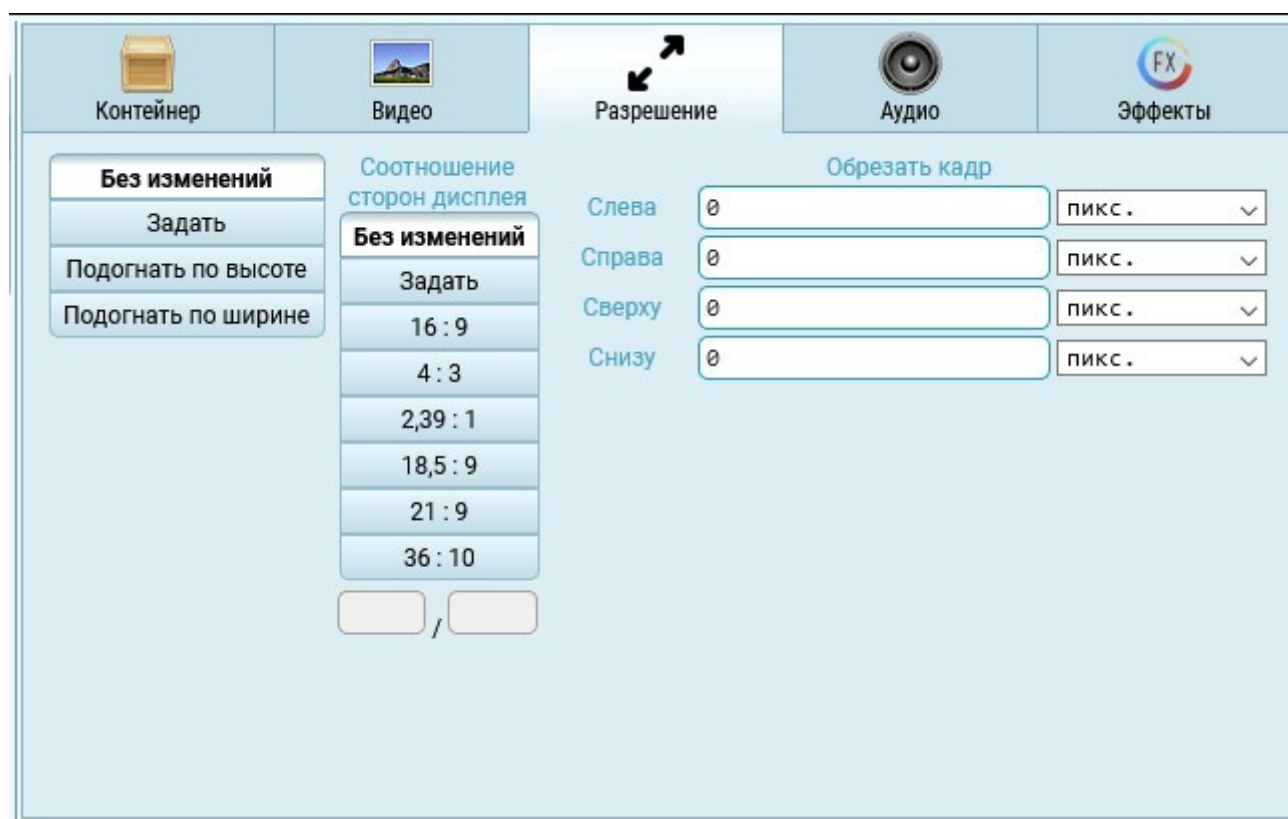 Контейнер
Видео
Разрешение
Аудио
FX
Эффекты
Без изменений
Задать
Подогнать по высоте
Подогнать по ширине
Соотношение
сторон дисплея
Без изменений
Задать
16 : 9
4 : 3
2,39 : 1
18,5 : 9
21 : 9
36 : 10
/
Обрезать кадр
Слева 0 пикс.
Справа 0 пикс.
Сверху 0 пикс.
Снизу 0 пикс.